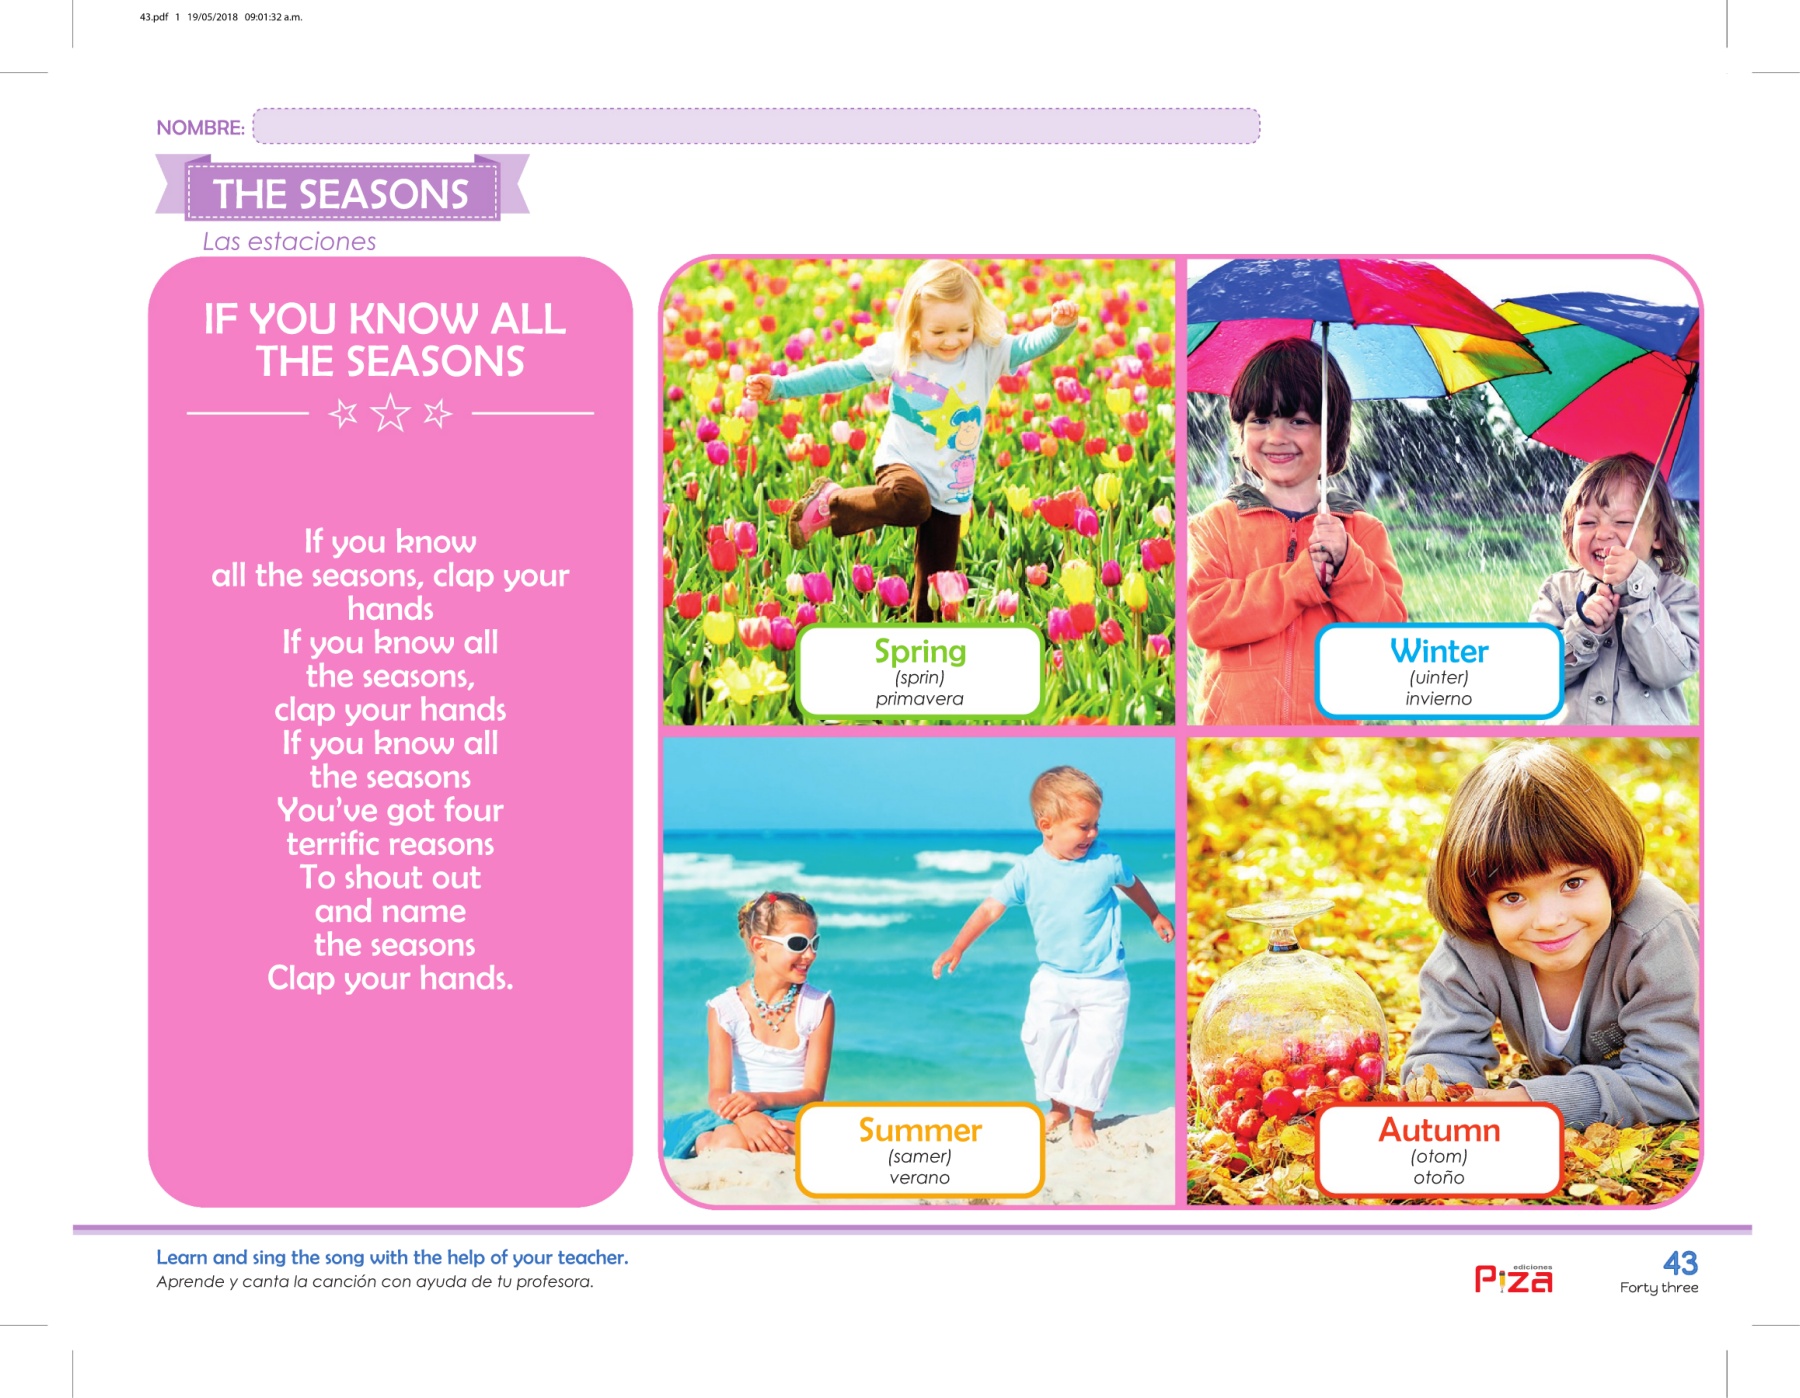 43.pdf 1 19/05/2018 09:01:32 a.m.
NOMBRE:
THE SEASONS
Las estaciones
IF YOU KNOW ALL
THE SEASONS
If you know
all the seasons, clap your
hands
If you know all
the seasons,
clap your hands
If you know all
the seasons
You've got four
terrific reasons
To shout out
and name
the seasons
Clap your hands.
Spring
(sprin)
primavera
Winter
(uinter)
invierno
Summer
(samer)
verano
Autumn
(otom)
otoño
Learn and sing the song with the help of your teacher.
Aprende y canta la canción con ayuda de tu profesora.
ediciones
Piza
43
Forty three